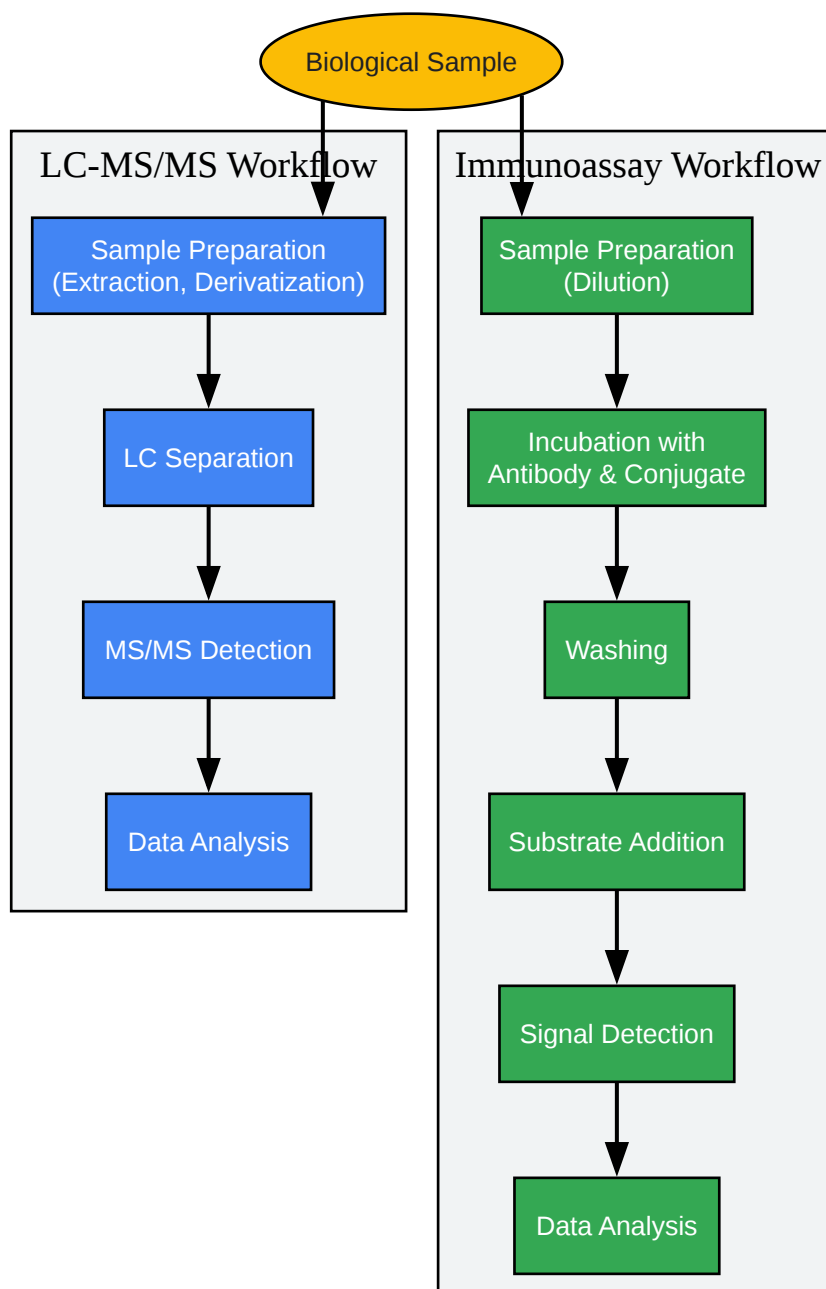 Biological Sample
LC-MS/MS Workflow
Sample Preparation
(Extraction, Derivatization)
LC Separation
MS/MS Detection
Data Analysis
Immunoassay Workflow
Sample Preparation
(Dilution)
Incubation with
Antibody & Conjugate
Washing
Substrate Addition
Signal Detection
Data Analysis